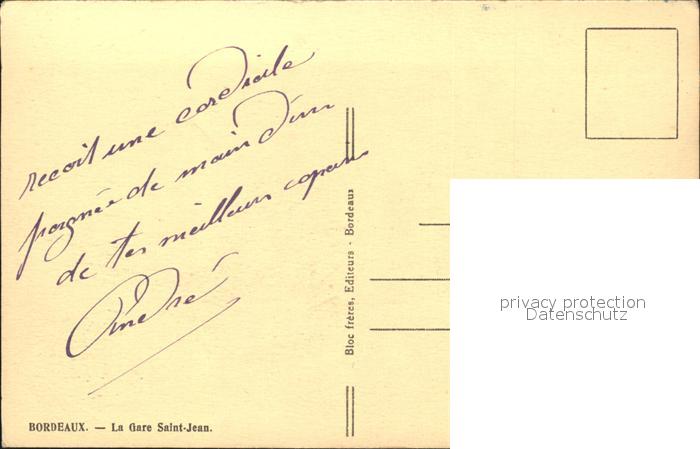 recoit une cordiale
poignée de main d'un
de tes meilleurs copains
André
BORDEAUX. — La Gare Saint-Jean.
Bloc frères, Editeurs - Bordeaux
privacy protection
Datenschutz